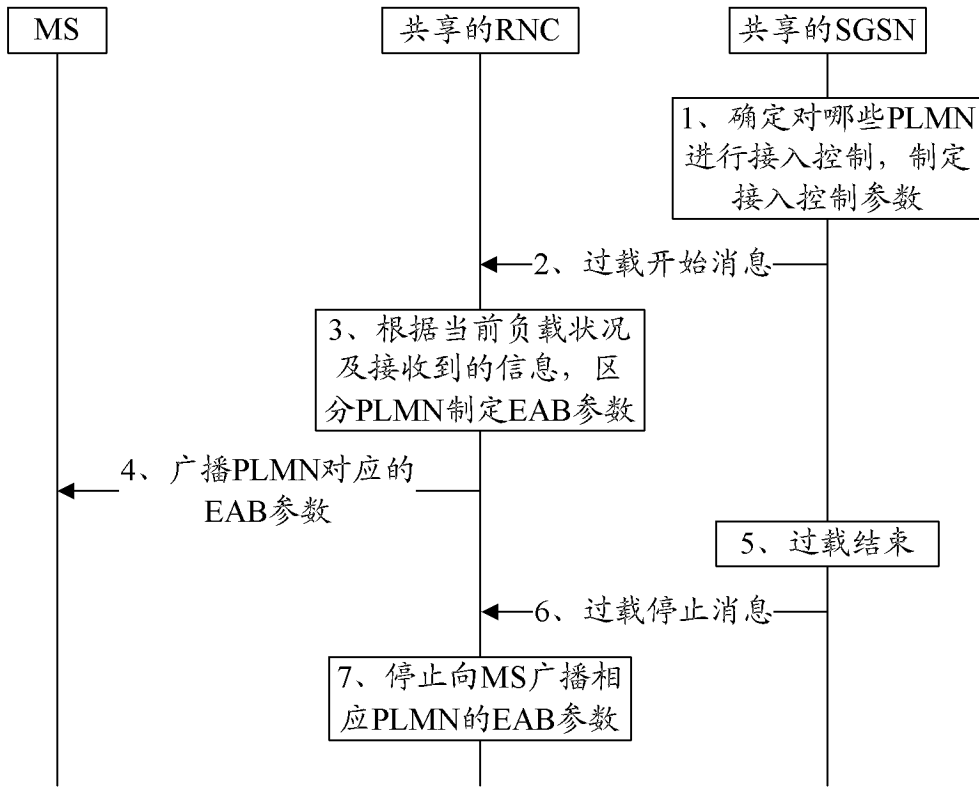 MS
共享的RNC
共享的SGSN
1、确定对哪些PLMN
进行接入控制，制定
接入控制参数
2、过载开始消息
3、根据当前负载状况
及接收到的信息，区
分PLMN制定EAB参数
4、广播PLMN对应的
EAB参数
5、过载结束
6、过载停止消息
7、停止向MS广播相
应PLMN的EAB参数